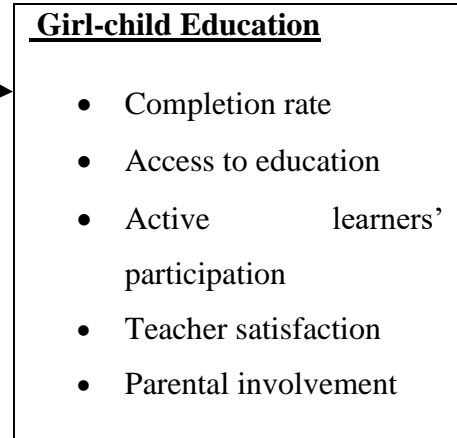 Girl-child Education
• Completion rate
• Access to education
• Active learners’
participation
• Teacher satisfaction
• Parental involvement